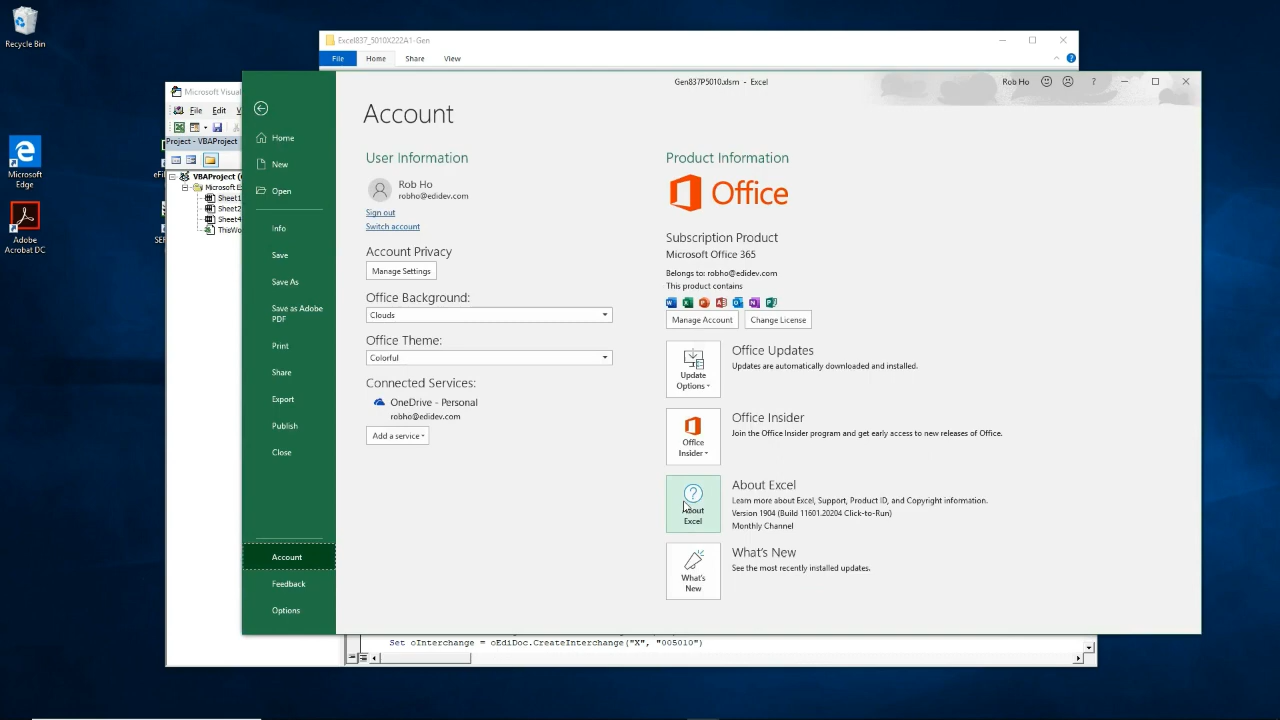 Recycle Bin
Microsoft
Edge
Adobe
Acrobat DC
Excel837_5010X222A1-Gen
File Home Share View
Microsoft Visual
File Edit
Project - VBAProject
VBAProject (
Microsoft E
Sheet1
Sheet2
Sheet4
ThisWo
Gen837P5010.xlsm - Excel
Rob Ho
?
Home
New
Open
Info
Save
Save As
Save as Adobe
PDF
Print
Share
Export
Publish
Close
Account
Feedback
Options
Account
User Information
Rob Ho
robho@edidev.com
Sign out
Switch account
Account Privacy
Manage Settings
Office Background:
Clouds
Office Theme:
Colorful
Connected Services:
OneDrive - Personal
robho@edidev.com
Add a service
Product Information
Office
Subscription Product
Microsoft Office 365
Belongs to: robho@edidev.com
This product contains
Manage Account
Change License
Update
Options
Office Updates
Updates are automatically downloaded and installed.
Office
Insider
Office Insider
Join the Office Insider program and get early access to new releases of Office.
About
Excel
About Excel
Learn more about Excel, Support, Product ID, and Copyright information.
Version 1904 (Build 11601.20204 Click-to-Run)
Monthly Channel
What's
New
What's New
See the most recently installed updates.
Set oInterchange = oEdiDoc.CreateInterchange("X", "005010")